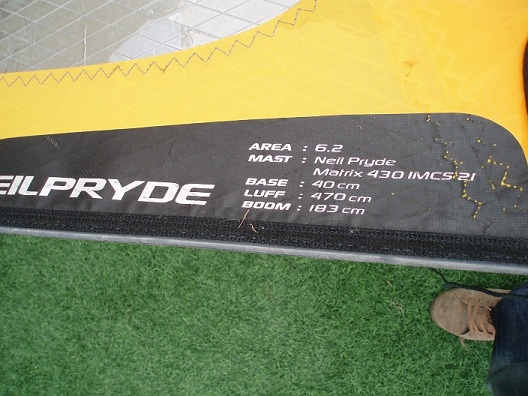 EILPRYDE
AREA : 6.2
MAST : Neil Pryde
Matrix 430 IMCS 21
BASE : 40 cm
LUFF : 470 cm
BOOM : 183 cm